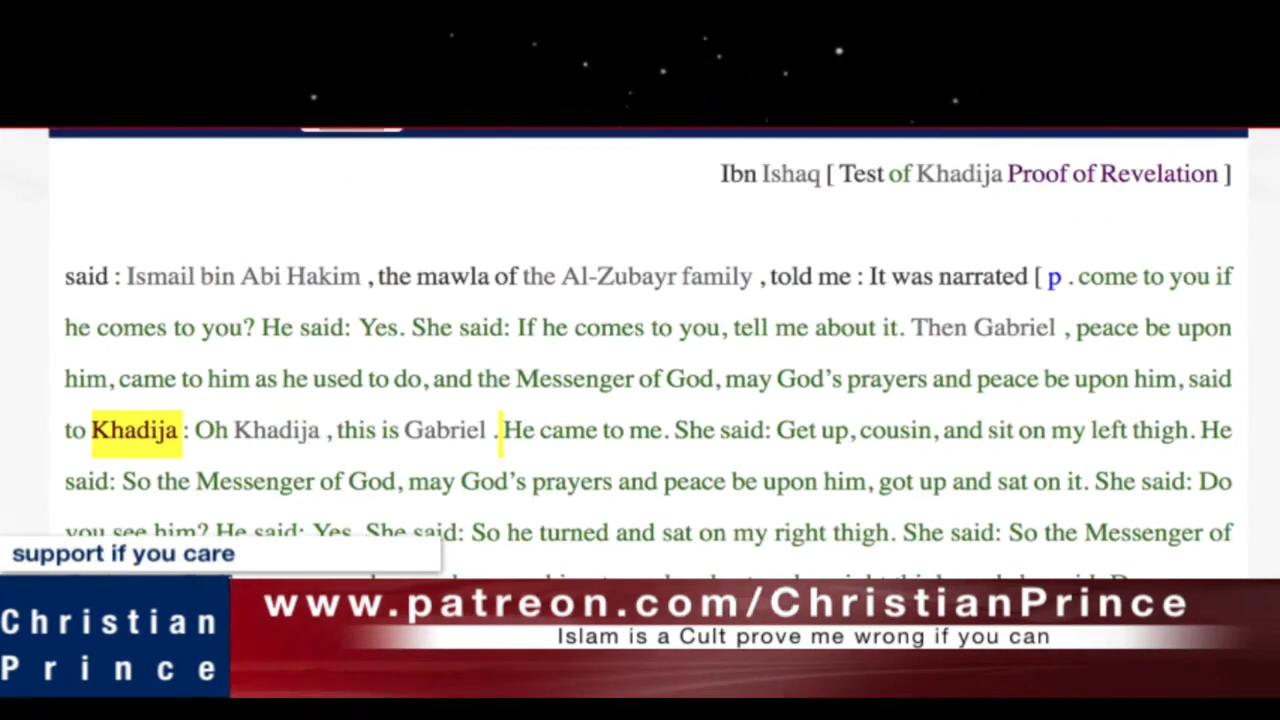 Ibn Ishaq [ Test of Khadija Proof of Revelation ]
said : Ismail bin Abi Hakim , the mawla of the Al-Zubayr family , told me : It was narrated [ p . come to you if
he comes to you? He said: Yes. She said: If he comes to you, tell me about it. Then Gabriel , peace be upon
him, came to him as he used to do, and the Messenger of God, may God's prayers and peace be upon him, said
to Khadija : Oh Khadija , this is Gabriel . He came to me. She said: Get up, cousin, and sit on my left thigh. He
said: So the Messenger of God, may God's prayers and peace be upon him, got up and sat on it. She said: Do
you see him? He said: Yes. She said: So he turned and sat on my right thigh. She said: So the Messenger of
support if you care
Christian
Prince
www.patreon.com/ChristianPrince
Islam is a Cult prove me wrong if you can